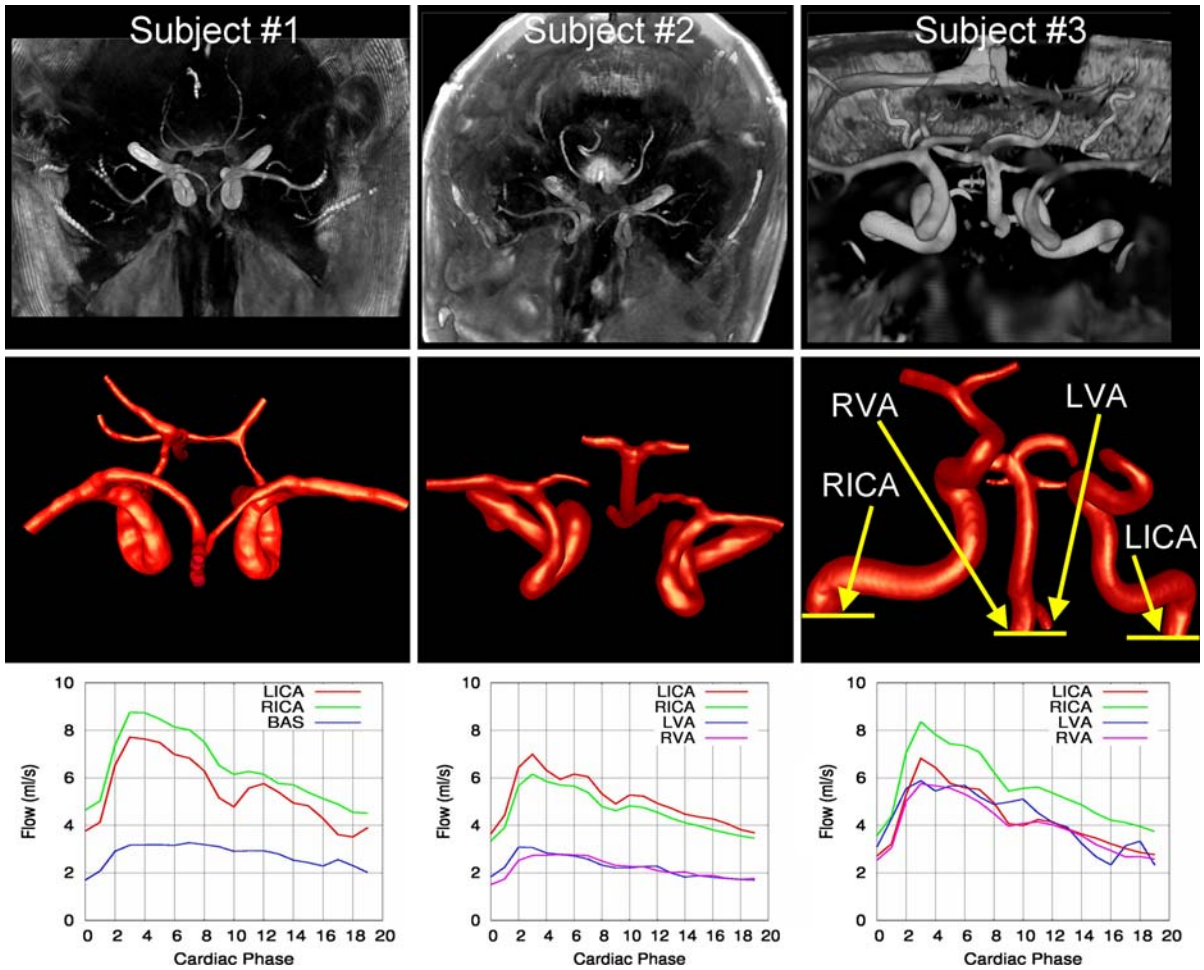 Subject #1
Subject #2
Subject #3
RVA
LVA
RICA
LICA
LICA
RICA
BAS
Flow (ml/s)
10
8
6
4
2
0
0 2 4 6 8 10 12 14 16 18 20
Cardiac Phase
LICA
RICA
LVA
RVA
Flow (ml/s)
10
8
6
4
2
0
0 2 4 6 8 10 12 14 16 18 20
Cardiac Phase
LICA
RICA
LVA
RVA
Flow (ml/s)
10
8
6
4
2
0
0 2 4 6 8 10 12 14 16 18 20
Cardiac Phase